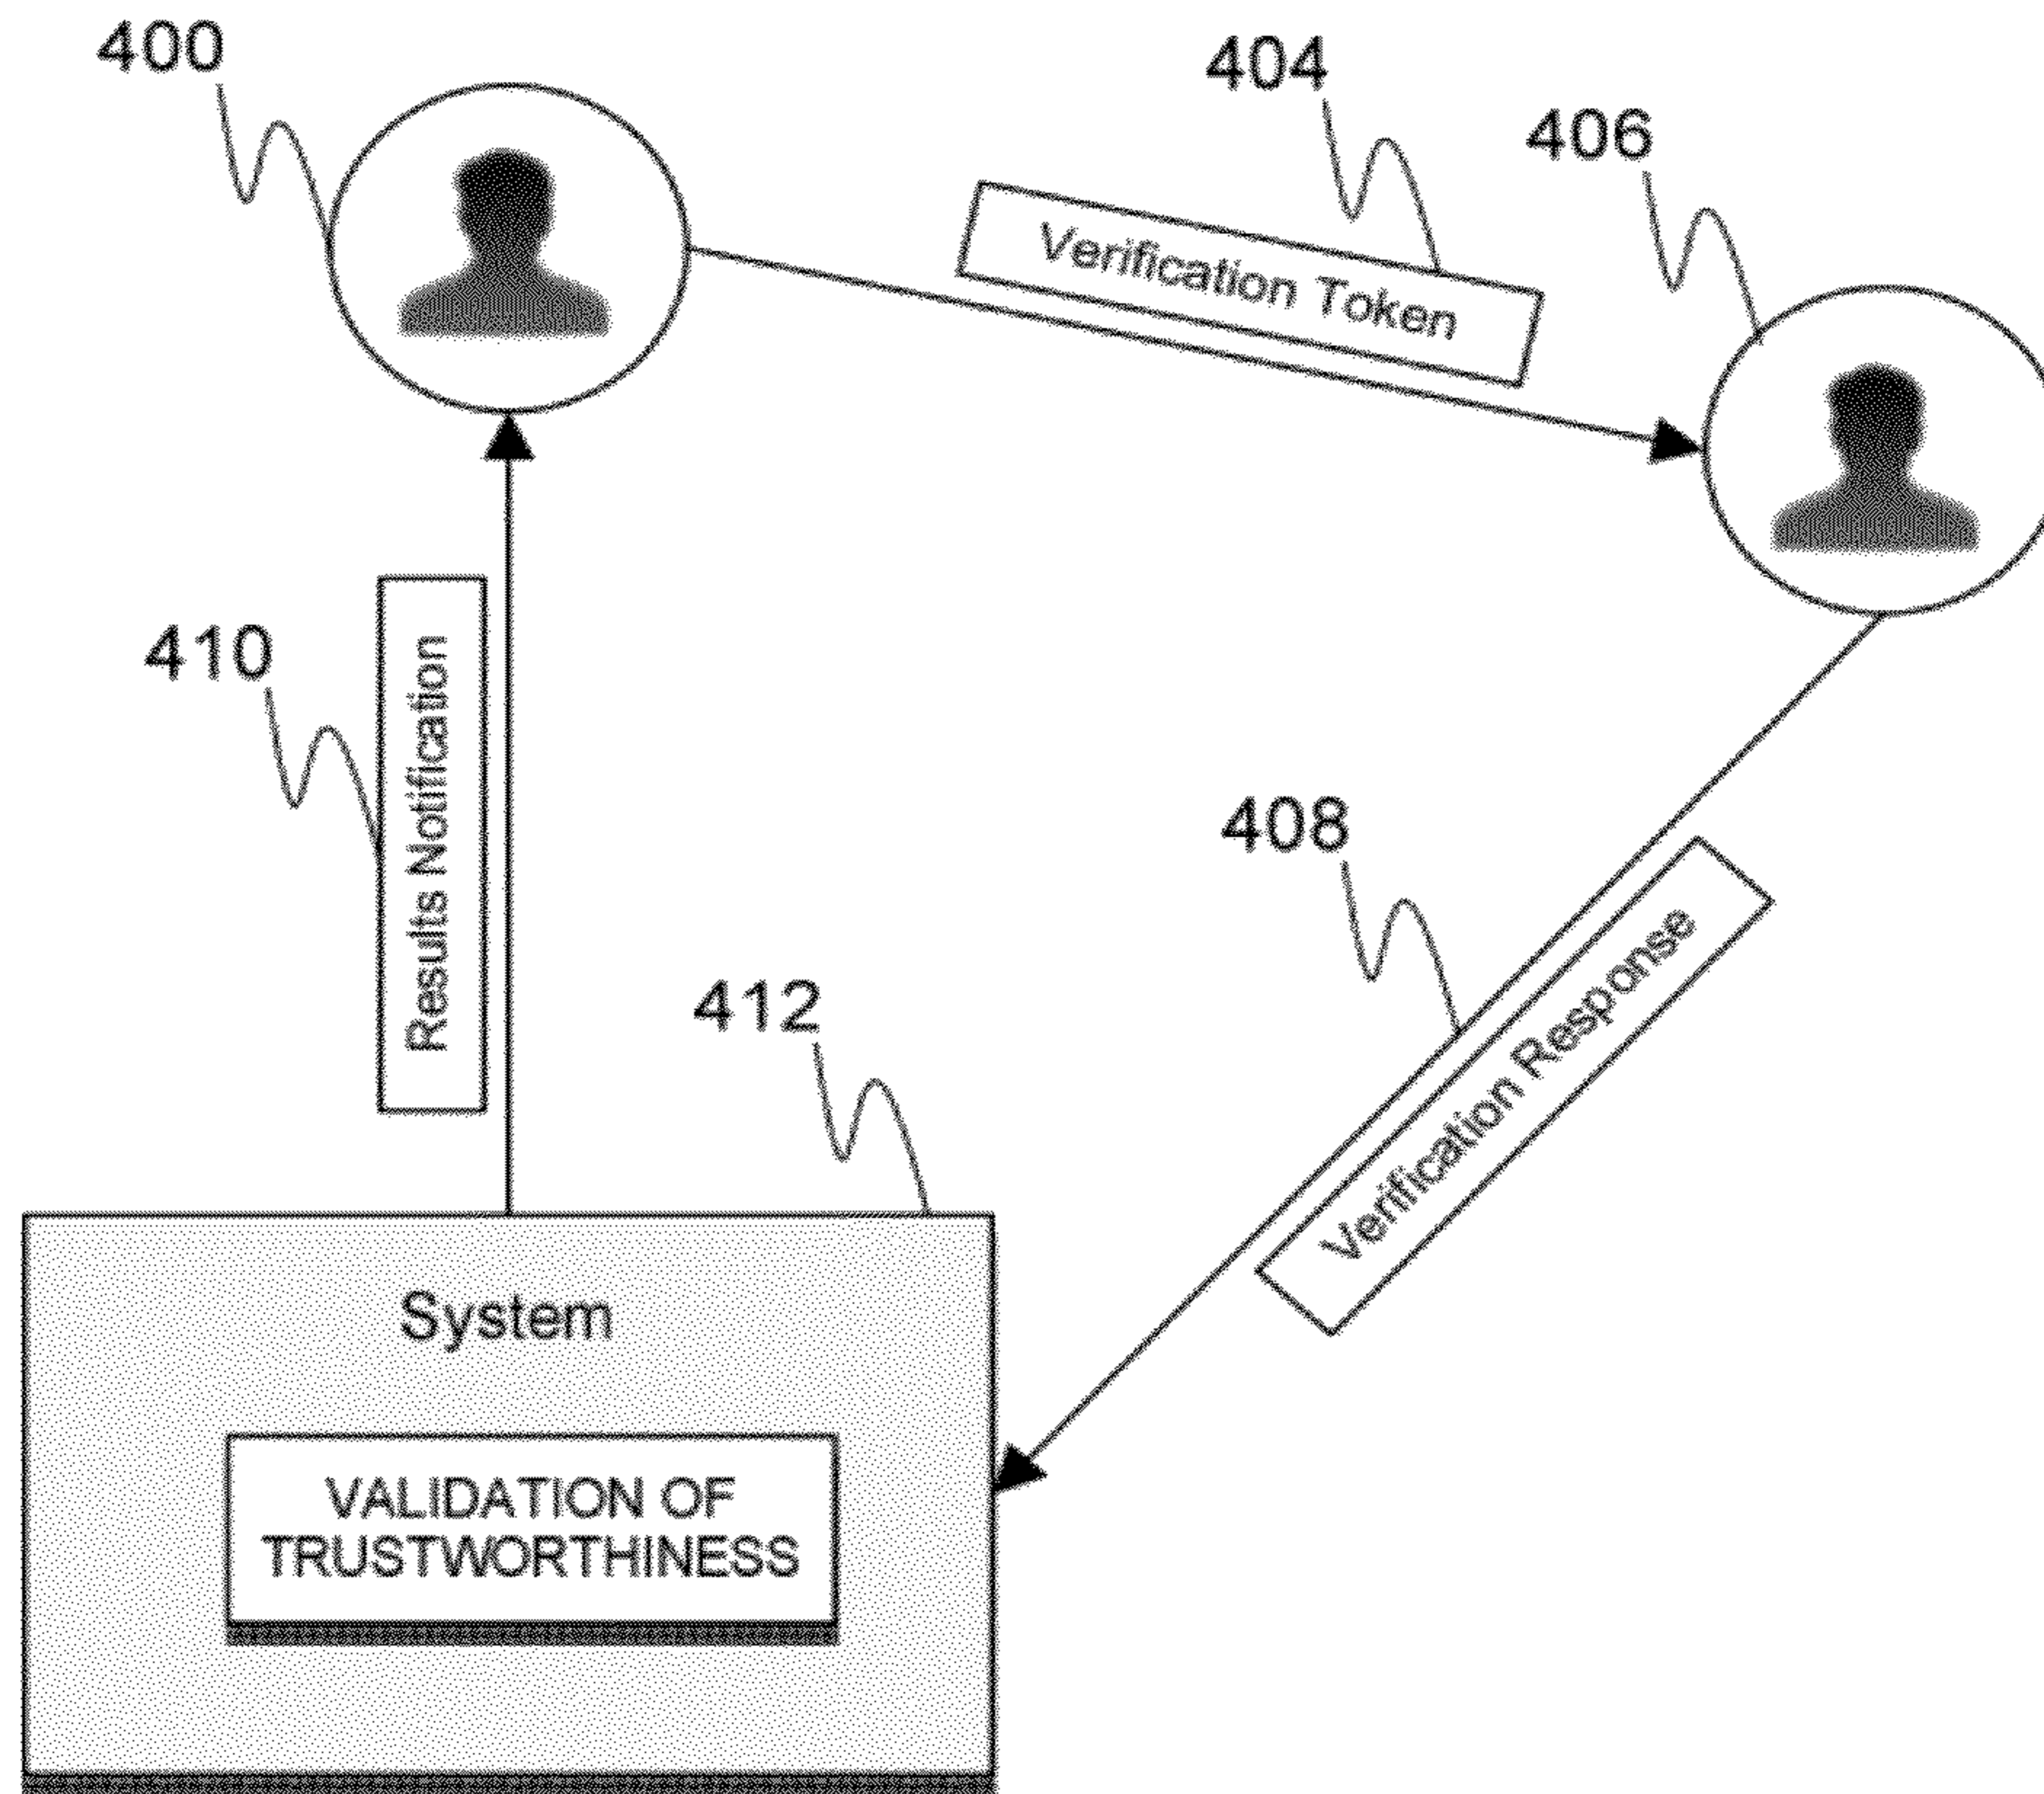 400
404
406
Verification Token
410
Results Notification
408
Verification Response
412
System
VALIDATION OF
TRUSTWORTHINESS